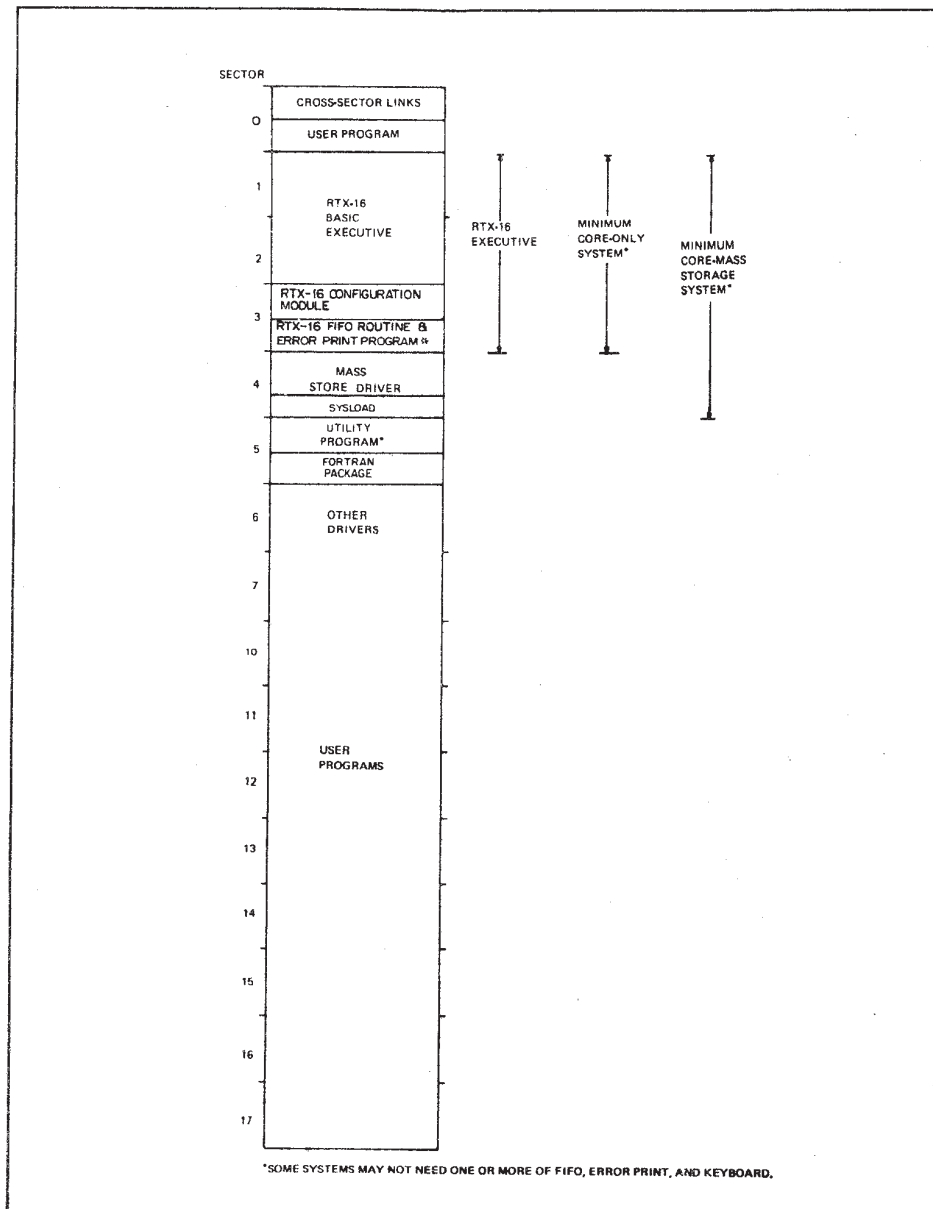 SECTOR
CROSS-SECTOR LINKS
0
USER PROGRAM
1
RTX-16
BASIC
EXECUTIVE
2
RTX-16 CONFIGURATION
MODULE
3
RTX-16 FIFO ROUTINE &
ERROR PRINT PROGRAM *
4
MASS
STORE DRIVER
SYSLOAD
UTILITY
PROGRAM*
5
FORTRAN
PACKAGE
6
OTHER
DRIVERS
7
10
11
USER
PROGRAMS
12
13
14
15
16
17
RTX-16
EXECUTIVE
MINIMUM
CORE-ONLY
SYSTEM*
MINIMUM
CORE-MASS
STORAGE
SYSTEM*
*SOME SYSTEMS MAY NOT NEED ONE OR MORE OF FIFO, ERROR PRINT, AND KEYBOARD.